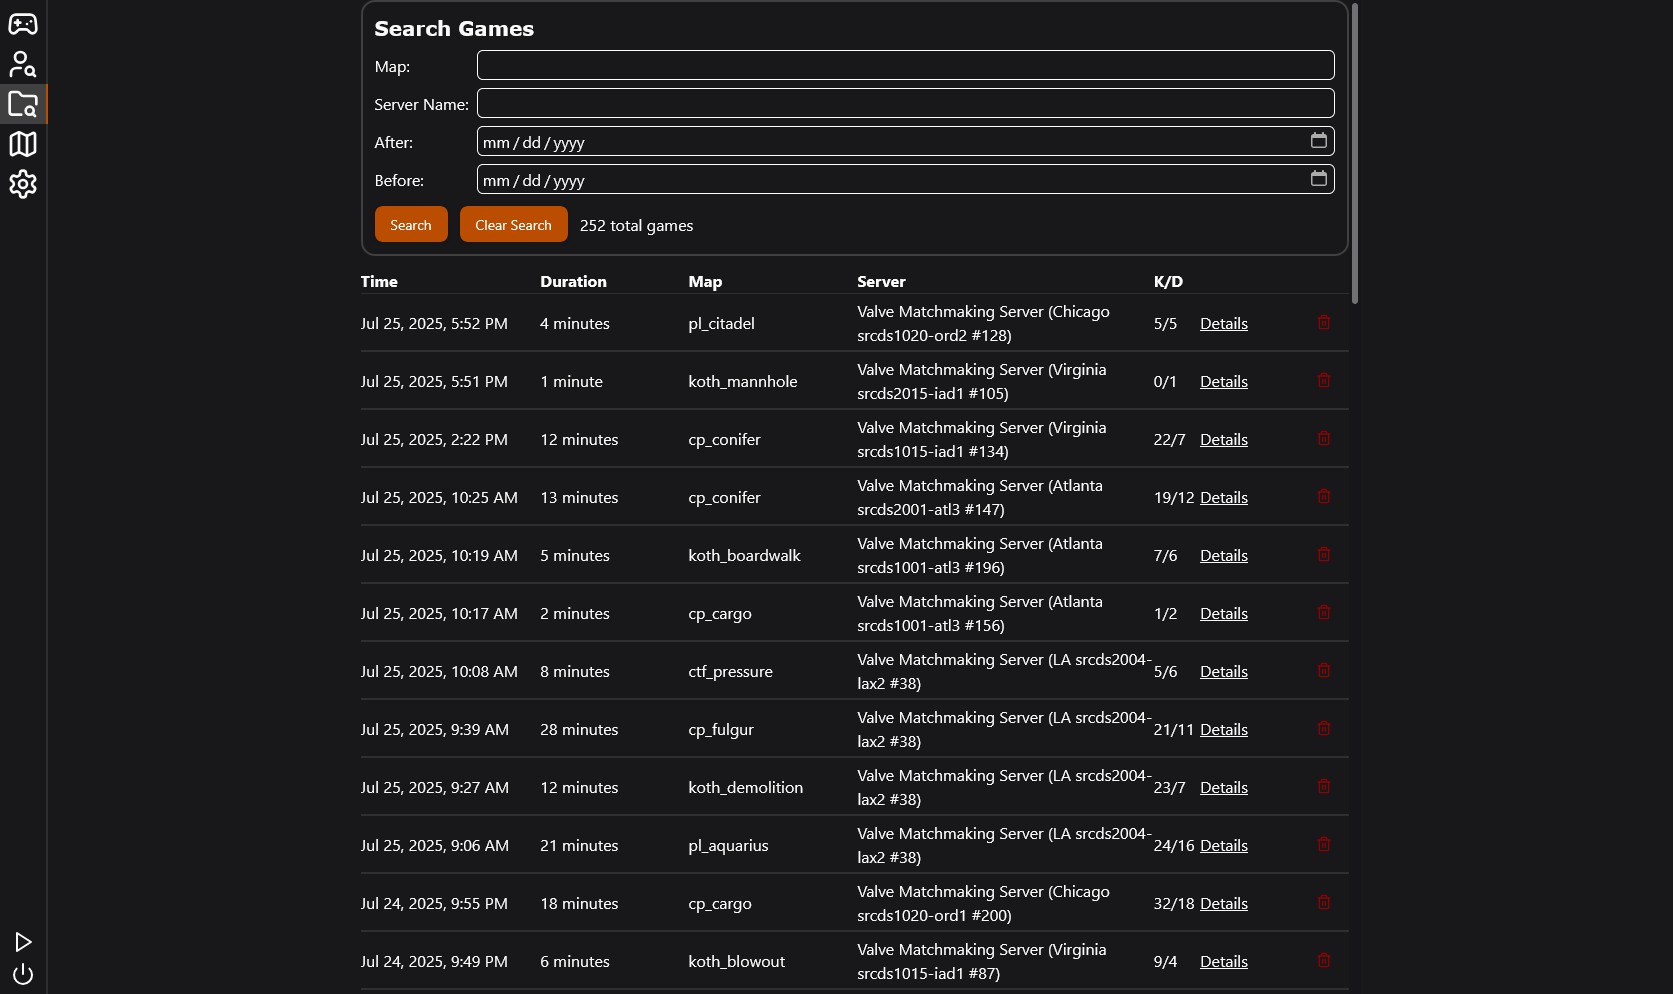 Search Games
Map:
Server Name:
After: mm / dd / yyyy
Before: mm / dd / yyyy
Search Clear Search 252 total games
Time Duration Map Server K/D
Jul 25, 2025, 5:52 PM 4 minutes pl_citadel Valve Matchmaking Server (Chicago
srcds1020-ord2 #128) 5/5 Details
Jul 25, 2025, 5:51 PM 1 minute koth_mannhole Valve Matchmaking Server (Virginia
srcds2015-iad1 #105) 0/1 Details
Jul 25, 2025, 2:22 PM 12 minutes cp_conifer Valve Matchmaking Server (Virginia
srcds1015-iad1 #134) 22/7 Details
Jul 25, 2025, 10:25 AM 13 minutes cp_conifer Valve Matchmaking Server (Atlanta
srcds2001-atl3 #147) 19/12 Details
Jul 25, 2025, 10:19 AM 5 minutes koth_boardwalk Valve Matchmaking Server (Atlanta
srcds1001-atl3 #196) 7/6 Details
Jul 25, 2025, 10:17 AM 2 minutes cp_cargo Valve Matchmaking Server (Atlanta
srcds1001-atl3 #156) 1/2 Details
Jul 25, 2025, 10:08 AM 8 minutes ctf_pressure Valve Matchmaking Server (LA srcds2004-
lax2 #38) 5/6 Details
Jul 25, 2025, 9:39 AM 28 minutes cp_fulgur Valve Matchmaking Server (LA srcds2004-
lax2 #38) 21/11 Details
Jul 25, 2025, 9:27 AM 12 minutes koth_demolition Valve Matchmaking Server (LA srcds2004-
lax2 #38) 23/7 Details
Jul 25, 2025, 9:06 AM 21 minutes pl_aquarius Valve Matchmaking Server (LA srcds2004-
lax2 #38) 24/16 Details
Jul 24, 2025, 9:55 PM 18 minutes cp_cargo Valve Matchmaking Server (Chicago
srcds1020-ord1 #200) 32/18 Details
Jul 24, 2025, 9:49 PM 6 minutes koth_blowout Valve Matchmaking Server (Virginia
srcds1015-iad1 #87) 9/4 Details